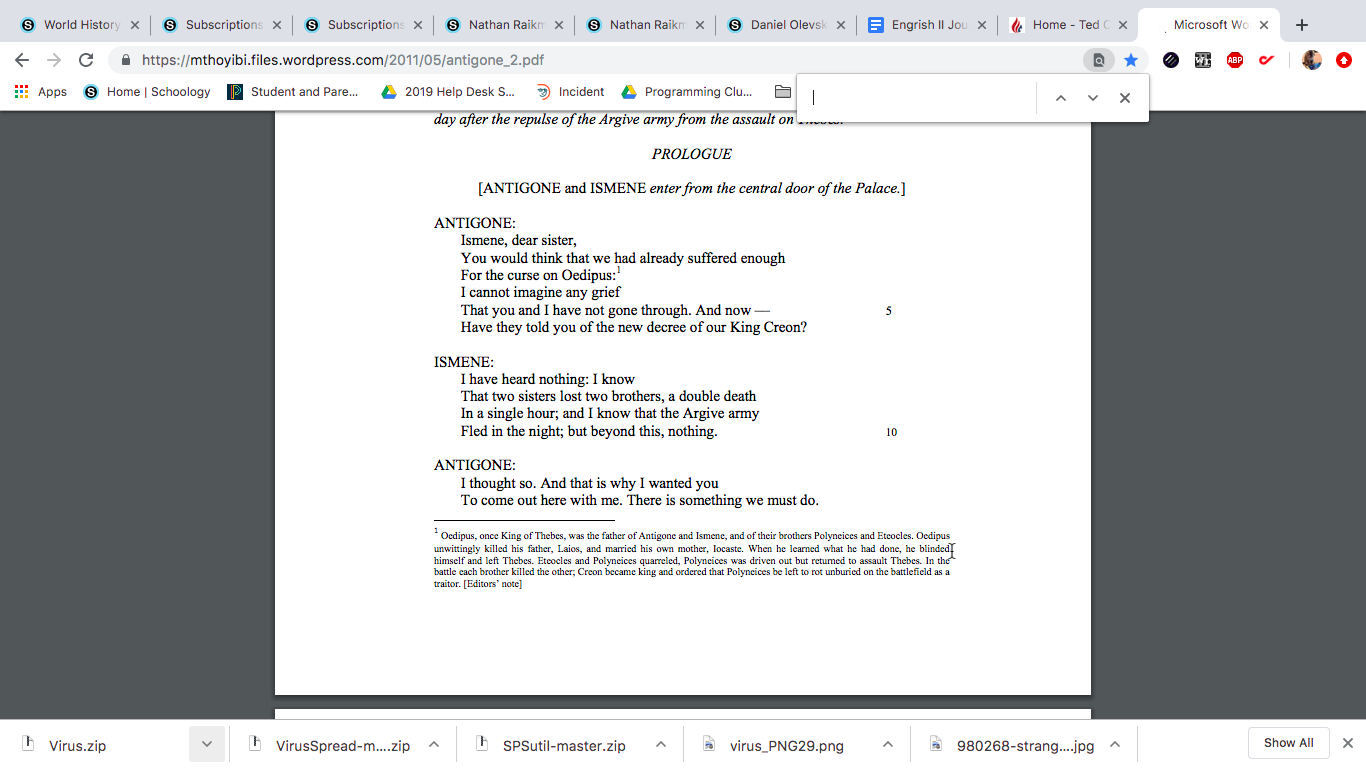 World History
Subscriptions
Subscriptions
Nathan Raikm
Nathan Raikm
Daniel Olevsk
Engrish II Jou
Home - Ted C
Microsoft Wo
https://mthoyibi.files.wordpress.com/2011/05/antigone_2.pdf
ABP
Apps
Home | Schoology
Student and Pare...
2019 Help Desk S...
Incident
Programming Clu...
day after the repulse of the Argive army from the assault on Thebes.
PROLOGUE
[ANTIGONE and ISMENE enter from the central door of the Palace.]
ANTIGONE:
Ismene, dear sister,
You would think that we had already suffered enough
For the curse on Oedipus:1
I cannot imagine any grief
That you and I have not gone through. And now — 5
Have they told you of the new decree of our King Creon?
ISMENE:
I have heard nothing: I know
That two sisters lost two brothers, a double death
In a single hour; and I know that the Argive army
Fled in the night; but beyond this, nothing. 10
ANTIGONE:
I thought so. And that is why I wanted you
To come out here with me. There is something we must do.
1 Oedipus, once King of Thebes, was the father of Antigone and Ismene, and of their brothers Polyneices and Eteocles. Oedipus
unwittingly killed his father, Laios, and married his own mother, Iocaste. When he learned what he had done, he blinded
himself and left Thebes. Eteocles and Polyneices quarreled, Polyneices was driven out but returned to assault Thebes. In the
battle each brother killed the other; Creon became king and ordered that Polyneices be left to rot unburied on the battlefield as a
traitor. [Editors' note]
Virus.zip
VirusSpread-m....zip
SPSutil-master.zip
virus_PNG29.png
980268-strang....jpg
Show All